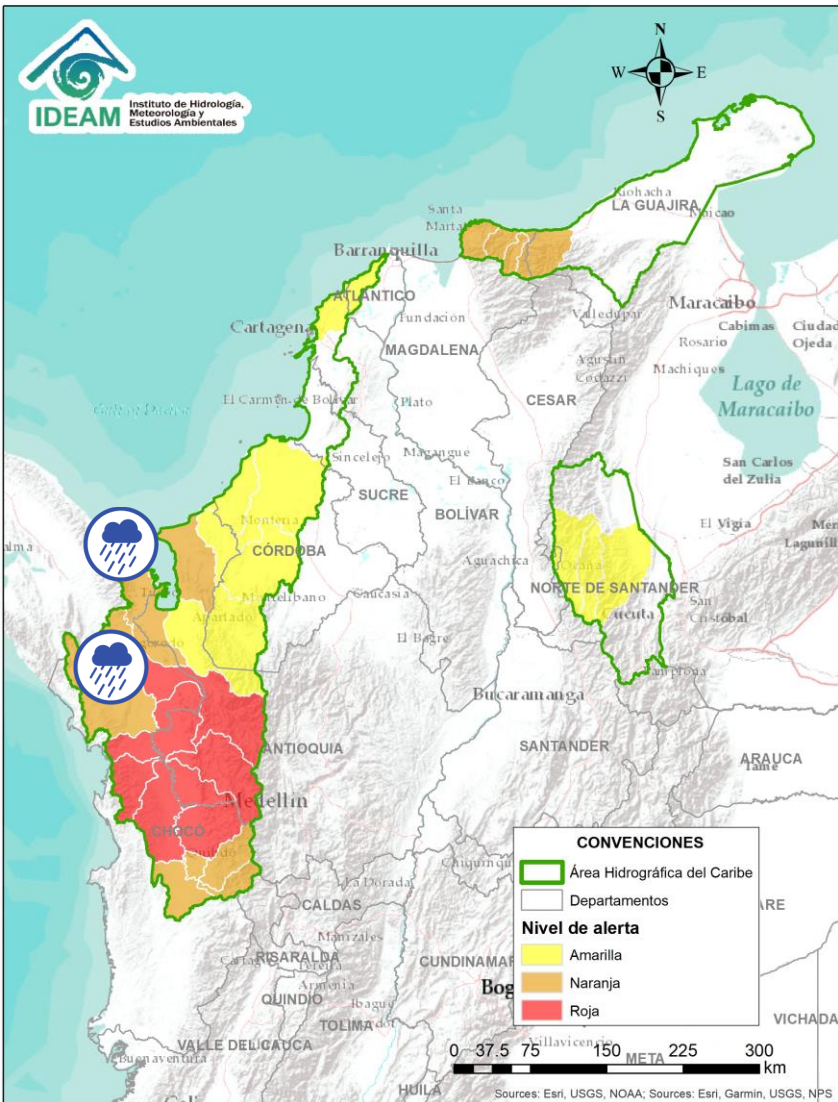 IDEAM
Instituto de Hidrología,
Meteorología y
Estudios Ambientales
N
W
E
S
Riohacha
LA GUAJIRA
Maicao
Santa
Marta
Barranquilla
ATLÁNTICO
Cartagena
Fundación
Valledupar
Maracaibo
Cabimas
Ciudad
Ojeda
Rosario
Machiques
MAGDALENA
Agustín
Codazzi
Lago de
Maracaibo
El Carmen de Bolívar
Plato
CESAR
Sincelejo
Magangué
San Carlos
del Zulia
SUCRE
El Banco
BOLÍVAR
Montería
CÓRDOBA
El Vigía
Aguachica
Ocaña
NORTE DE SANTANDER
Montelibano
Caucasia
Apartadó
Cúcuta
San
Cristóbal
El Bagre
Pamplona
Bucaramanga
ANTIOQUIA
SANTANDER
ARAUCA
Tame
Medellín
CHOCÓ
Quibdó
La Dorada
CALDAS
Manizales
RISARALDA
Pereira
Armenia
QUINDÍO
Ibagué
TOLIMA
VALLE DEL CAUCA
Buenaventura
HUILA
Villavicencio
META
VICHADA
CONVENCIONES
Área Hidrográfica del Caribe
Departamentos
Nivel de alerta
Amarilla
Naranja
Roja
0 37.5 75 150 225 300
km
Sources: Esri, USGS, NOAA; Sources: Esri, Garmin, USGS, NPS